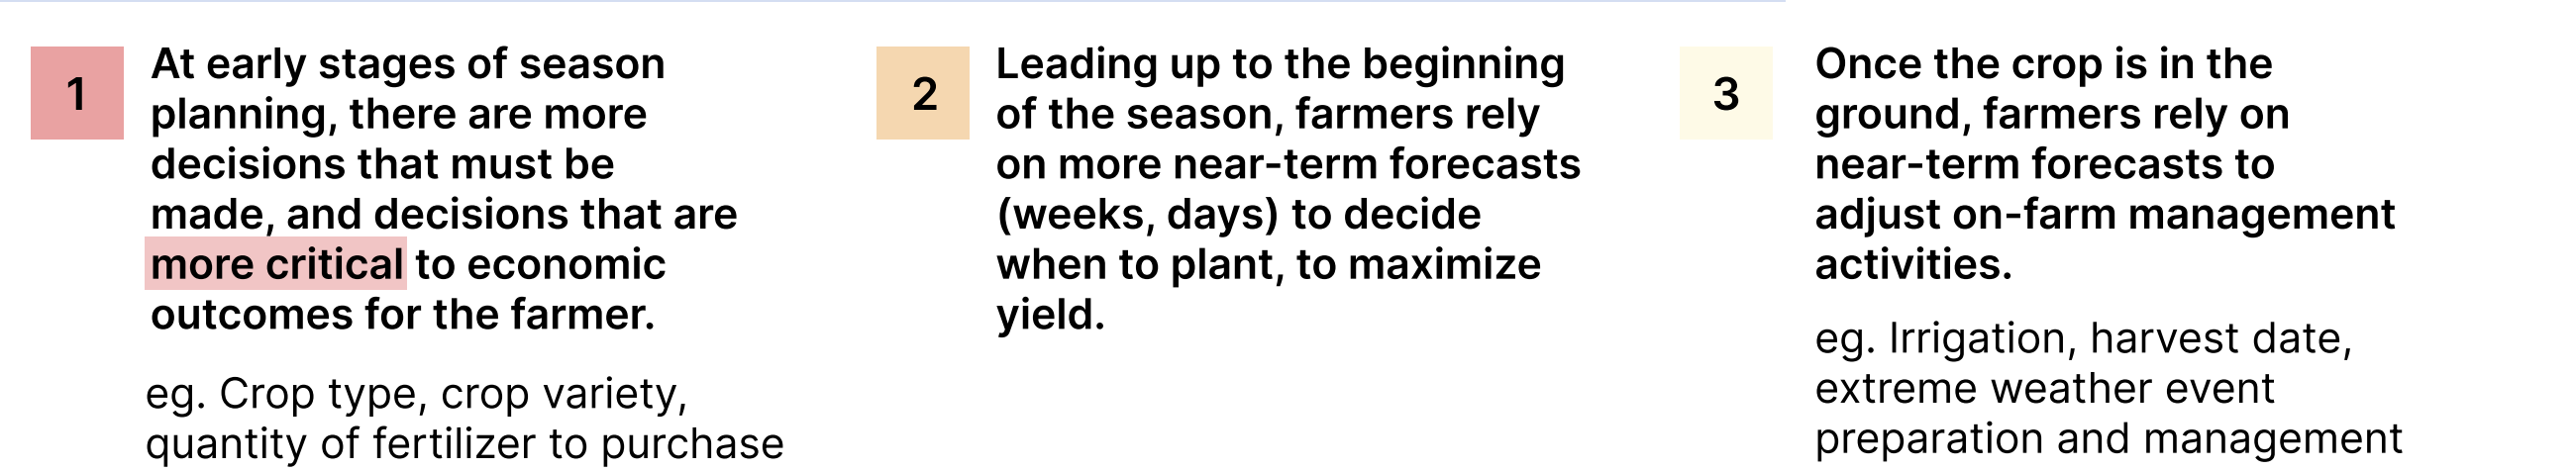 1
At early stages of season
planning, there are more
decisions that must be
made, and decisions that are
more critical to economic
outcomes for the farmer.
eg. Crop type, crop variety,
quantity of fertilizer to purchase
2
Leading up to the beginning
of the season, farmers rely
on more near-term forecasts
(weeks, days) to decide
when to plant, to maximize
yield.
3
Once the crop is in the
ground, farmers rely on
near-term forecasts to
adjust on-farm management
activities.
eg. Irrigation, harvest date,
extreme weather event
preparation and management